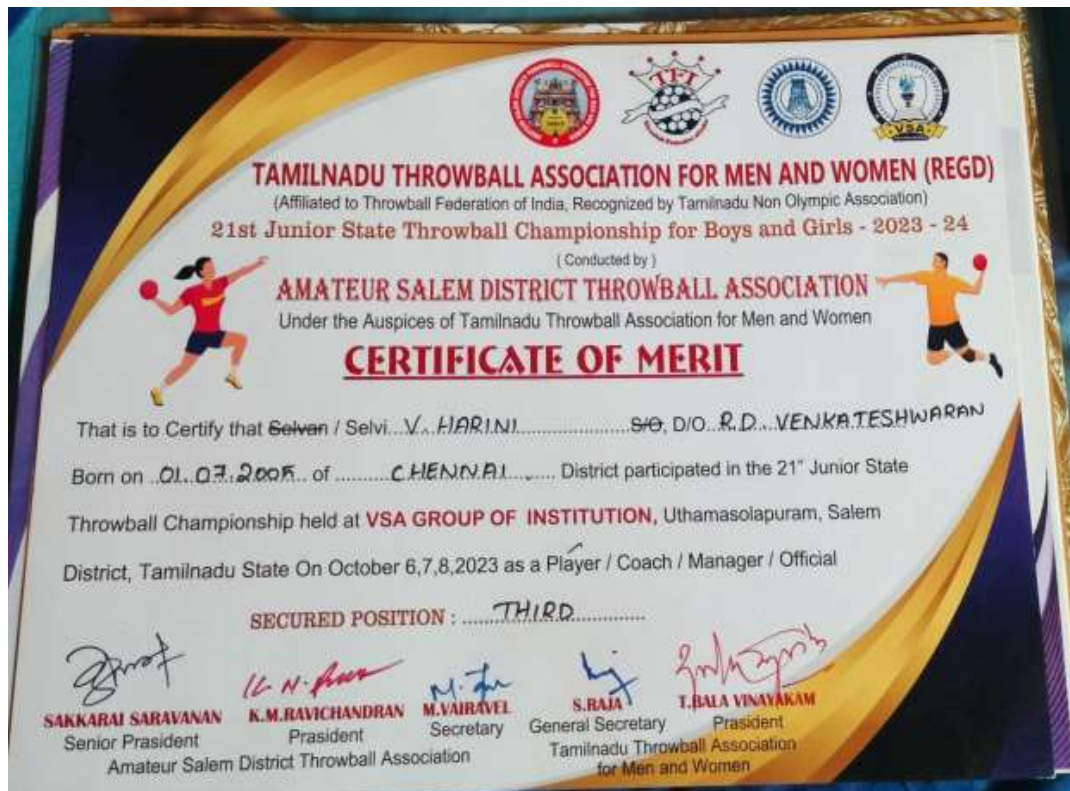 TFI
VSA
TAMILNADU THROWBALL ASSOCIATION FOR MEN AND WOMEN (REGD)
(Affiliated to Throwball Federation of India, Recognized by Tamilnadu Non Olympic Association)
21st Junior State Throwball Championship for Boys and Girls - 2023 - 24
( Conducted by )
AMATEUR SALEM DISTRICT THROWBALL ASSOCIATION
Under the Auspices of Tamilnadu Throwball Association for Men and Women
CERTIFICATE OF MERIT
That is to Certify that Selvan / Selvi V. HARINI S/O, D/O R.D. VENKATESHWARAN
Born on 01.07.2005 of CHENNAI District participated in the 21" Junior State
Throwball Championship held at VSA GROUP OF INSTITUTION, Uthamasolapuram, Salem
District, Tamilnadu State On October 6,7,8,2023 as a Player / Coach / Manager / Official
SECURED POSITION : THIRD
SAKKARAI SARAVANAN K.M.RAVICHANDRAN M.VAIRAVEL S.RAJA T.BALA VINAYAKAM
Senior Prasident Prasident Secretary General Secretary Prasident
Amateur Salem District Throwball Association Tamilnadu Throwball Association
for Men and Women